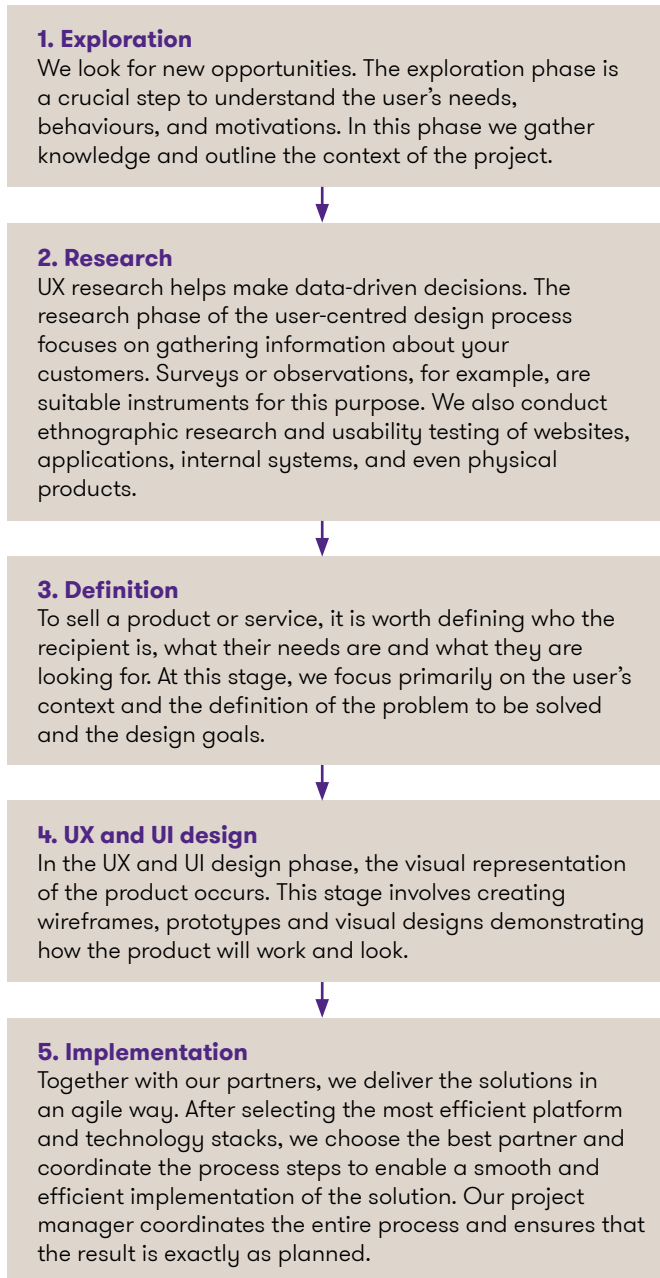 1. Exploration
We look for new opportunities. The exploration phase is
a crucial step to understand the user’s needs,
behaviours, and motivations. In this phase we gather
knowledge and outline the context of the project.
2. Research
UX research helps make data-driven decisions. The
research phase of the user-centred design process
focuses on gathering information about your
customers. Surveys or observations, for example, are
suitable instruments for this purpose. We also conduct
ethnographic research and usability testing of websites,
applications, internal systems, and even physical
products.
3. Definition
To sell a product or service, it is worth defining who the
recipient is, what their needs are and what they are
looking for. At this stage, we focus primarily on the user’s
context and the definition of the problem to be solved
and the design goals.
4. UX and UI design
In the UX and UI design phase, the visual representation
of the product occurs. This stage involves creating
wireframes, prototypes and visual designs demonstrating
how the product will work and look.
5. Implementation
Together with our partners, we deliver the solutions in
an agile way. After selecting the most efficient platform
and technology stacks, we choose the best partner and
coordinate the process steps to enable a smooth and
efficient implementation of the solution. Our project
manager coordinates the entire process and ensures that
the result is exactly as planned.